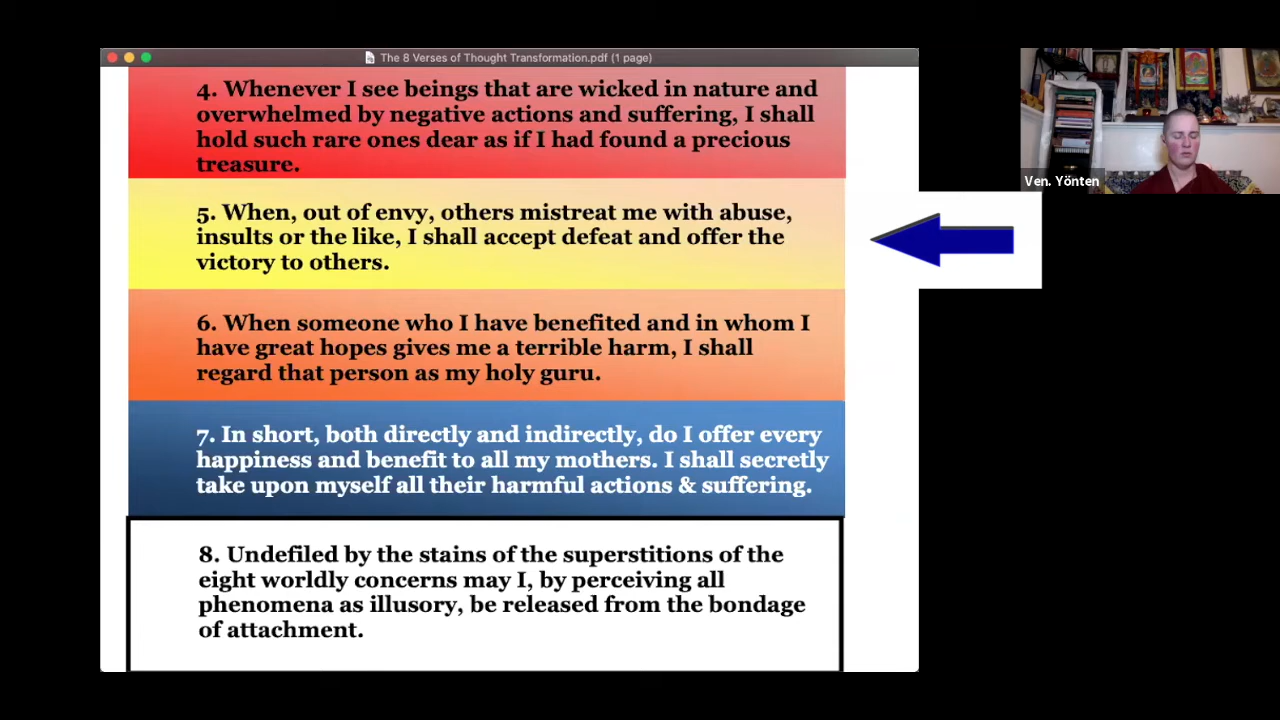 The 8 Verses of Thought Transformation.pdf (1 page)
4. Whenever I see beings that are wicked in nature and
overwhelmed by negative actions and suffering, I shall
hold such rare ones dear as if I had found a precious
treasure.
5. When, out of envy, others mistreat me with abuse,
insults or the like, I shall accept defeat and offer the
victory to others.
6. When someone who I have benefited and in whom I
have great hopes gives me a terrible harm, I shall
regard that person as my holy guru.
7. In short, both directly and indirectly, do I offer every
happiness and benefit to all my mothers. I shall secretly
take upon myself all their harmful actions & suffering.
8. Undefiled by the stains of the superstitions of the
eight worldly concerns may I, by perceiving all
phenomena as illusory, be released from the bondage
of attachment.
Ven. Yönten